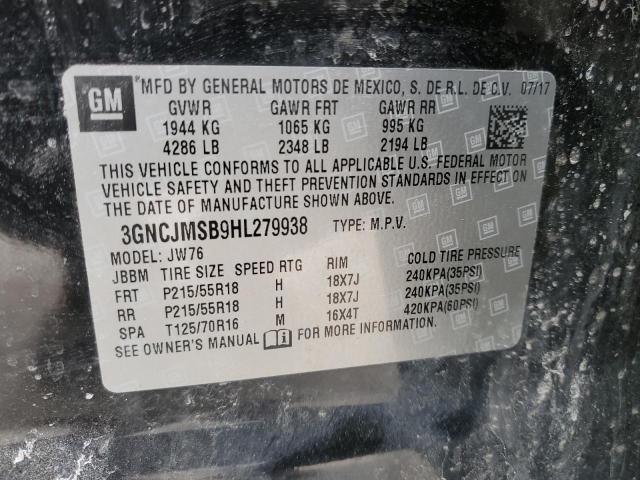 GM
*MFD BY GENERAL MOTORS DE MEXICO, S. DE R.L. DE C.V. 07/17
GVWR GAWR FRT GAWR RR
1944 KG 1065 KG 995 KG
4286 LB 2348 LB 2194 LB
THIS VEHICLE CONFORMS TO ALL APPLICABLE U.S. FEDERAL MOTOR
VEHICLE SAFETY AND THEFT PREVENTION STANDARDS IN EFFECT ON
THE DATE OF MANUFACTURE SHOWN ABOVE.
3GNCJMSB9HL279938 TYPE: M.P.V.
MODEL: JW76
JBBM TIRE SIZE SPEED RTG RIM COLD TIRE PRESSURE
FRT P215/55R18 H 18X7J 240KPA(35PSI)
RR P215/55R18 H 18X7J 240KPA(35PSI)
SPA T125/70R16 M 16X4T 420KPA(60PSI)
SEE OWNER'S MANUAL FOR MORE INFORMATION.